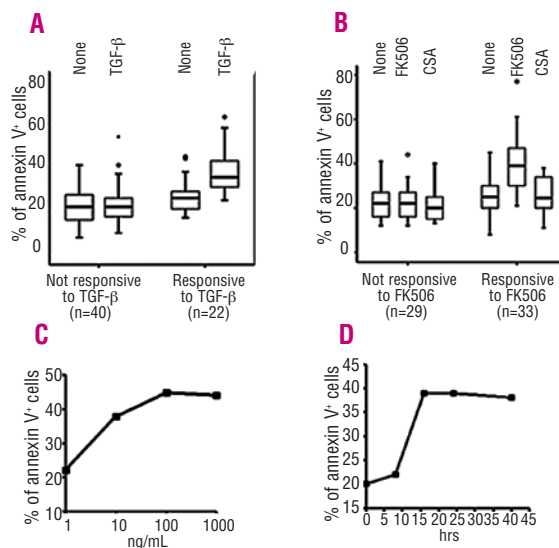 A
None
TGF-β
None
TGF-β
% of annexin V+ cells
80
60
40
20
0
Not responsive
to TGF-β
(n=40)
Responsive
to TGF-β
(n=22)
B
None
FK506
CSA
None
FK506
CSA
% of annexin V+ cells
80
60
40
20
0
Not responsive
to FK506
(n=29)
Responsive
to FK506
(n=33)
C
% of annexin V+ cells
50
40
30
20
10
1
10
100
1000
ng/mL
D
% of annexin V+ cells
45
40
35
30
25
20
15
0
5
10
15
20
25
30
35
40
45
hrs